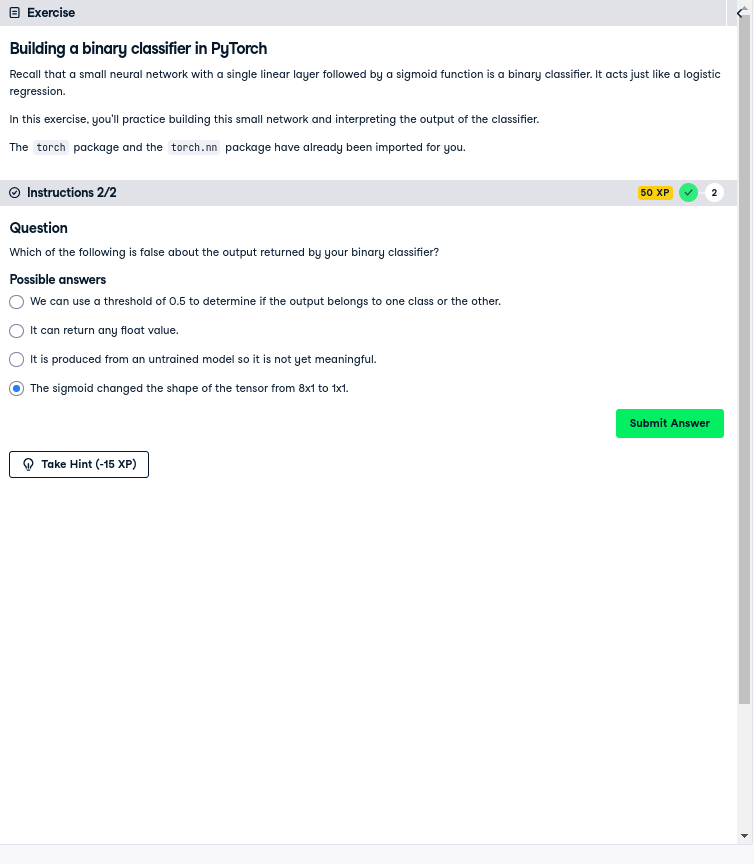 Exercise
Building a binary classifier in PyTorch
Recall that a small neural network with a single linear layer followed by a sigmoid function is a binary classifier. It acts just like a logistic
regression.
In this exercise, you'll practice building this small network and interpreting the output of the classifier.
The torch package and the torch.nn package have already been imported for you.
Instructions 2/2 50 XP 2
Question
Which of the following is false about the output returned by your binary classifier?
Possible answers
We can use a threshold of 0.5 to determine if the output belongs to one class or the other.
It can return any float value.
It is produced from an untrained model so it is not yet meaningful.
The sigmoid changed the shape of the tensor from 8x1 to 1x1.
Submit Answer
Take Hint (-15 XP)